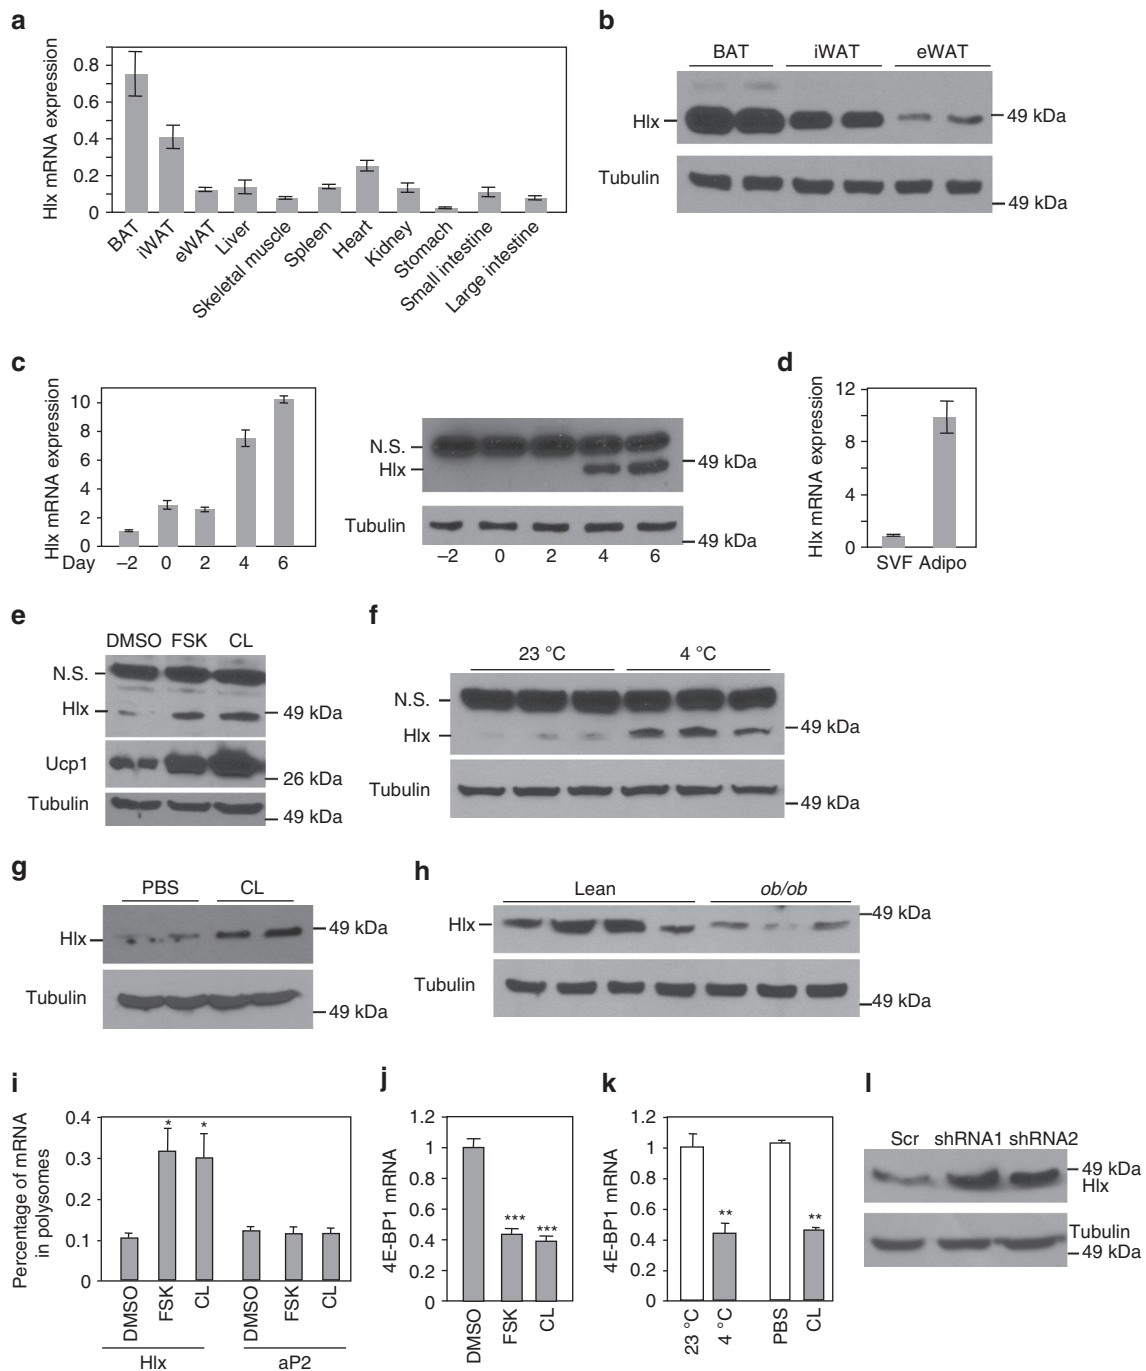 a
Hlx mRNA expression
0.8
0.6
0.4
0.2
0
BAT
iWAT
eWAT
Liver
Skeletal muscle
Spleen
Heart
Kidney
Stomach
Small intestine
Large intestine
b
BAT iWAT eWAT
Hlx
49 kDa
Tubulin
49 kDa
c
Hlx mRNA expression
10
8
6
4
2
0
Day –2 0 2 4 6
N.S.
Hlx
49 kDa
Tubulin
49 kDa
–2 0 2 4 6
d
Hlx mRNA expression
12
8
4
0
SVF Adipo
e
DMSO FSK CL
N.S.
Hlx
49 kDa
Ucp1
26 kDa
Tubulin
49 kDa
f
23 °C 4 °C
N.S.
Hlx
49 kDa
Tubulin
49 kDa
g
PBS CL
Hlx
49 kDa
Tubulin
49 kDa
h
Lean ob/ob
Hlx
49 kDa
Tubulin
49 kDa
i
Percentage of mRNA
in polysomes
0.4
0.3
0.2
0.1
0
* *
DMSO
FSK
CL
DMSO
FSK
CL
Hlx aP2
j
4E-BP1 mRNA
1.2
1
0.8
0.6
0.4
0.2
0
*** ***
DMSO
FSK
CL
k
4E-BP1 mRNA
1.2
1
0.8
0.6
0.4
0.2
0
** **
23 °C
4 °C
PBS
CL
l
Scr shRNA1 shRNA2
49 kDa
Hlx
Tubulin
49 kDa